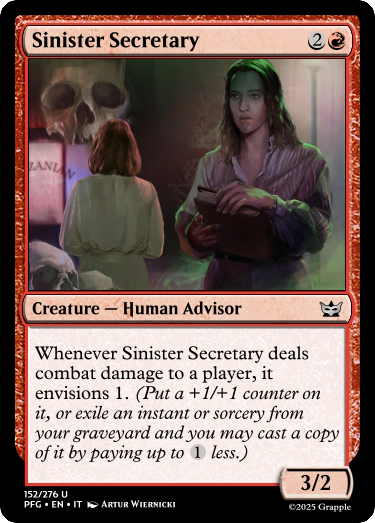 Sinister Secretary 2
ZANLAN
Creature — Human Advisor
Whenever Sinister Secretary deals
combat damage to a player, it
envisions 1. (Put a +1/+1 counter on
it, or exile an instant or sorcery from
your graveyard and you may cast a copy
of it by paying up to 1 less.)
3/2
152/276 U
PFG • EN • IT Artur Wiernicki
©2025 Grapple